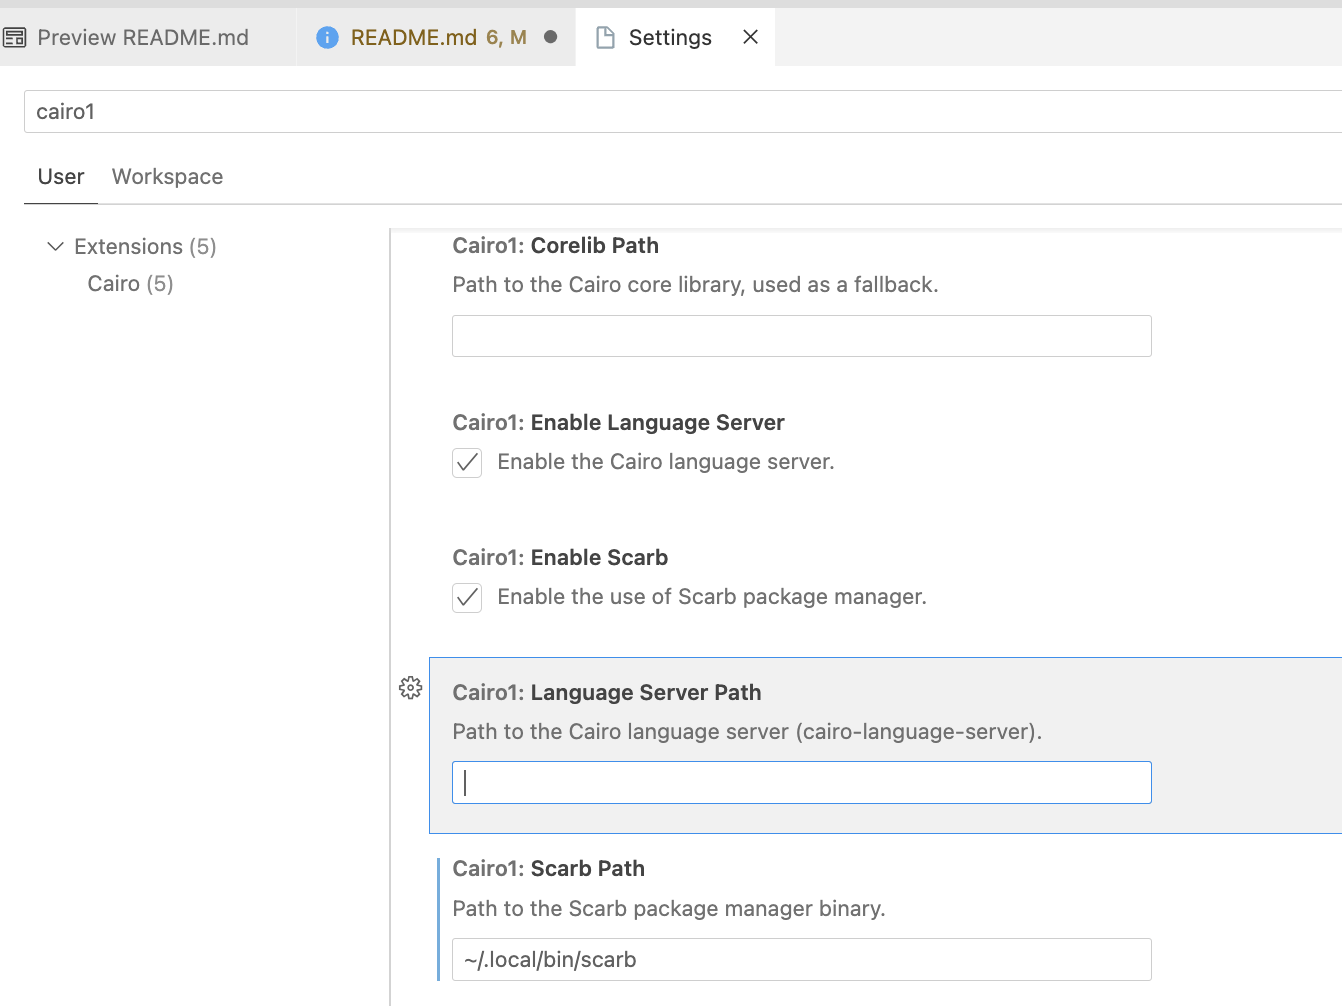 Preview README.md
README.md 6, M
Settings
cairo1
User Workspace
Extensions (5)
Cairo (5)
Cairo1: Corelib Path
Path to the Cairo core library, used as a fallback.
Cairo1: Enable Language Server
Enable the Cairo language server.
Cairo1: Enable Scarb
Enable the use of Scarb package manager.
Cairo1: Language Server Path
Path to the Cairo language server (cairo-language-server).
Cairo1: Scarb Path
Path to the Scarb package manager binary.
~/.local/bin/scarb